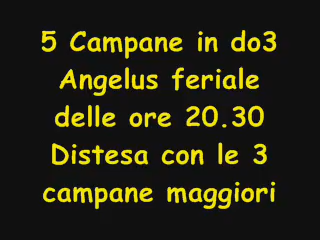 5 Campane in do3
Angelus feriale
delle ore 20.30
Distesa con le 3
campane maggiori